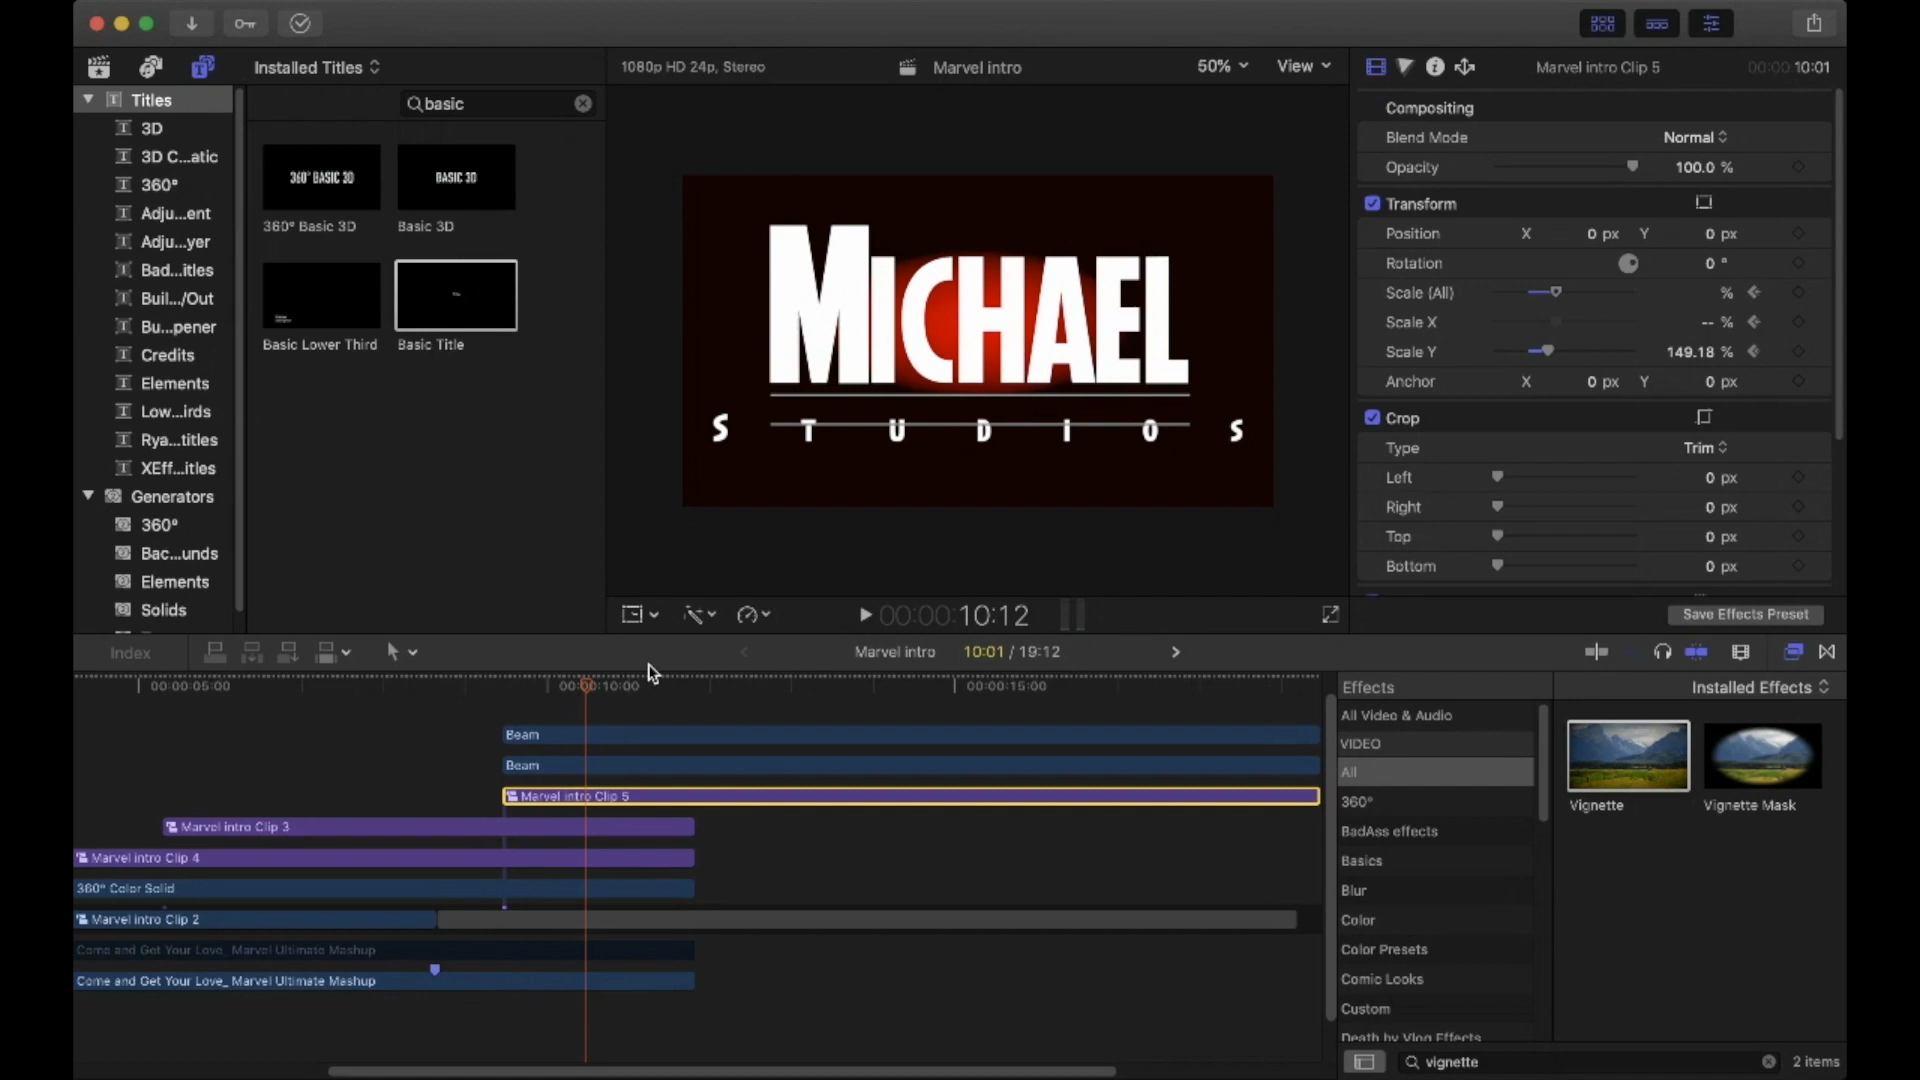 Installed Titles
1080p HD 24p, Stereo
Marvel intro
50%
View
Marvel intro Clip 5
00:00:10:01
Titles
3D
3D C...atic
360°
Adju...ent
Adju...yer
Bad...itles
Buil.../Out
Bu...pener
Credits
Elements
Low...irds
Rya...titles
XEff...itles
Generators
360°
Bac...unds
Elements
Solids
basic
360° BASIC 3D
BASIC 3D
360° Basic 3D
Basic 3D
Basic Lower Third
Basic Title
MICHAEL
STUDIOS
Compositing
Blend Mode Normal
Opacity 100.0 %
Transform
Position X 0 px Y 0 px
Rotation 0 °
Scale (All) %
Scale X -- %
Scale Y 149.18 %
Anchor X 0 px Y 0 px
Crop
Type Trim
Left 0 px
Right 0 px
Top 0 px
Bottom 0 px
00:00:10:12
Save Effects Preset
Index
Marvel intro 10:01 / 19:12
00:00:05:00
00:00:10:00
00:00:15:00
Beam
Beam
Marvel intro Clip 5
Marvel intro Clip 3
Marvel intro Clip 4
360° Color Solid
Marvel intro Clip 2
Come and Get Your Love_ Marvel Ultimate Mashup
Come and Get Your Love_ Marvel Ultimate Mashup
Effects
Installed Effects
All Video & Audio
VIDEO
All
360°
BadAss effects
Basics
Blur
Color
Color Presets
Comic Looks
Custom
Death by Vlog Effects
Vignette
Vignette Mask
vignette
2 items